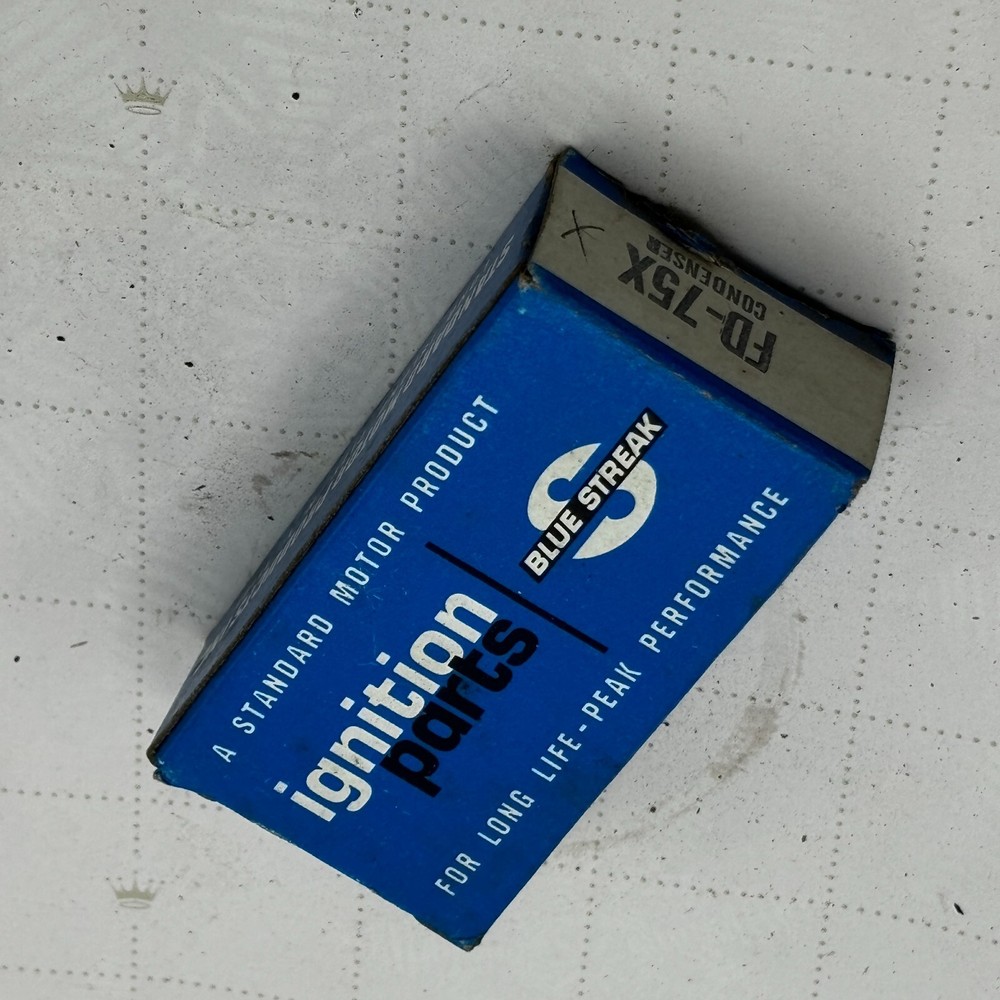 A STANDARD MOTOR PRODUCT
ignition
parts
S
BLUE STREAK
FOR LONG LIFE-PEAK PERFORMANCE
X
FD-75X
CONDENSER